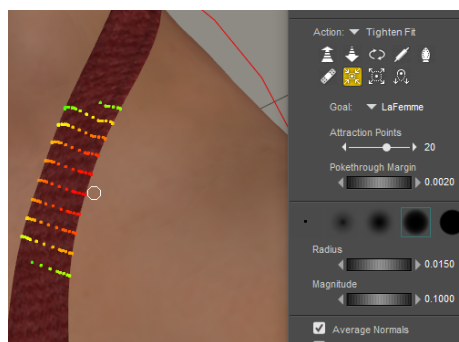 Action: Tighten Fit
Goal: LaFemme
Attraction Points
20
Pokethrough Margin
0.0020
Radius
0.0150
Magnitude
0.1000
Average Normals